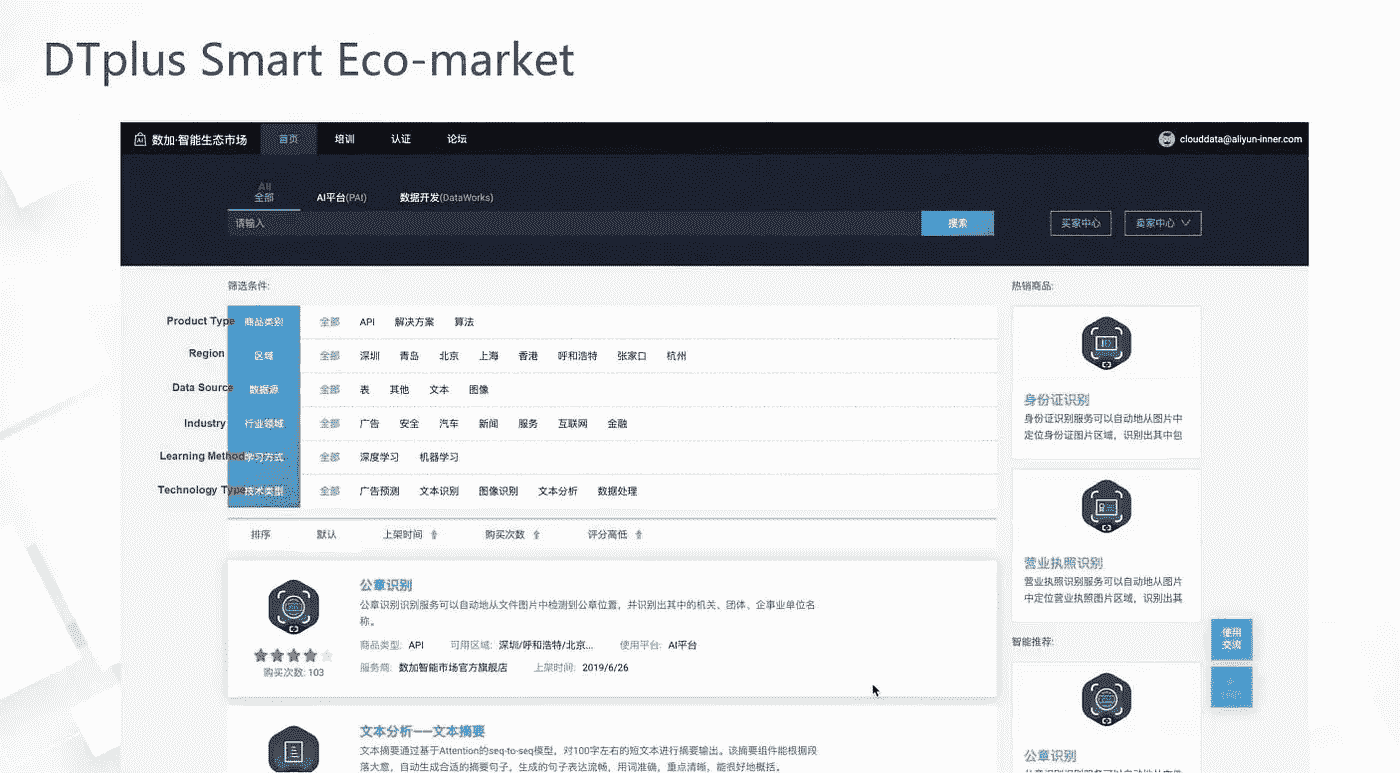 DTplus Smart Eco-market
数加·智能生态市场 首页 培训 认证 论坛 clouddata@aliyun-inner.com
All
全部 AI平台(PAI) 数据开发(DataWorks)
请输入 搜索 买家中心 卖家中心
筛选条件: 热销商品:
Product Type 商品类别 全部 API 解决方案 算法
Region 区域 全部 深圳 青岛 北京 上海 香港 呼和浩特 张家口 杭州
Data Source 数据源 全部 表 其他 文本 图像
Industry 行业领域 全部 广告 安全 汽车 新闻 服务 互联网 金融
Learning Method 学习方式 全部 深度学习 机器学习
Technology Type 技术类型 全部 广告预测 文本识别 图像识别 文本分析 数据处理
排序 默认 上架时间 购买次数 评分高低
公章识别
公章识别识别服务可以自动地从文件图片中检测到公章位置，并识别出其中的机关、团体、企事业单位名
称。
商品类型: API 可用区域: 深圳/呼和浩特/北京... 使用平台: AI平台
服务商: 数加智能市场官方旗舰店 上架时间: 2019/6/26
购买次数: 103
文本分析——文本摘要
文本摘要通过基于Attention的seq-to-seq模型，对100字左右的短文本进行摘要输出。该摘要组件能根据段
落大意，自动生成合适的摘要句子，生成的句子表达流畅，用词准确，重点清晰，能很好地概括。
身份证识别
身份证识别服务可以自动地从图片中
定位身份证图片区域，识别出其中包
营业执照识别
营业执照识别服务可以自动地从图片
中定位营业执照图片区域，识别出其
智能推荐:
公章识别
使用
交流